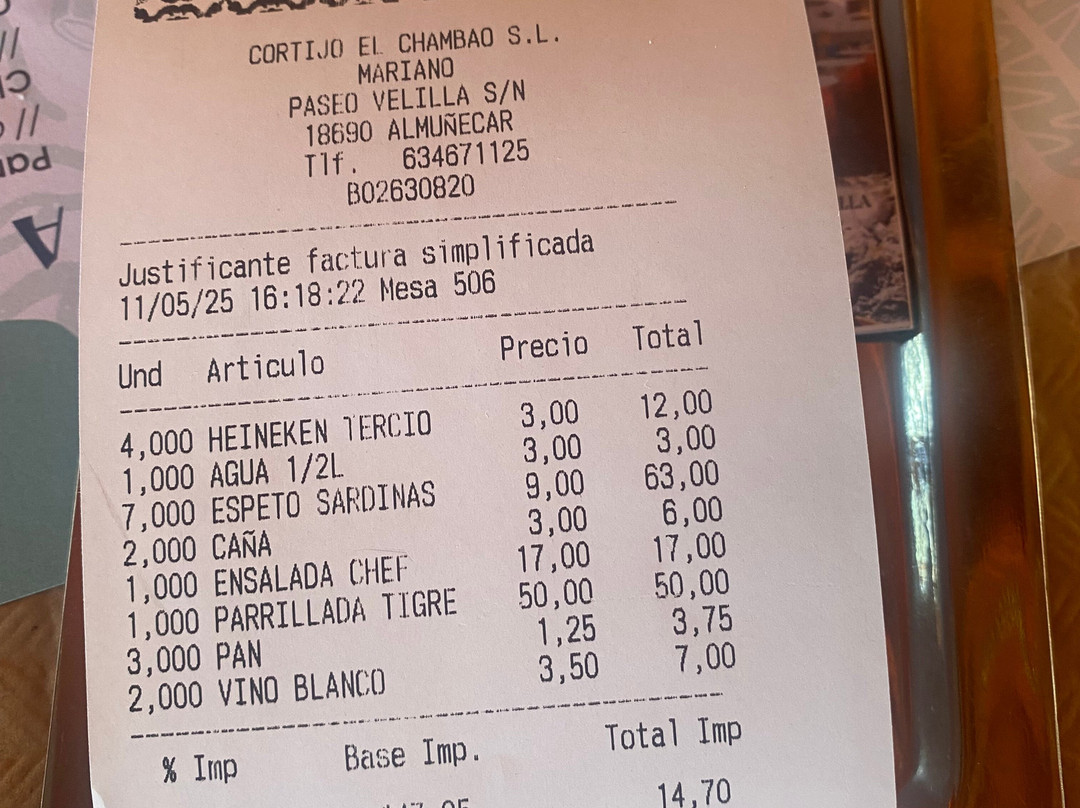 CORTIJO EL CHAMBAO S.L.
MARIANO
PASEO VELILLA S/N
18690 ALMUÑECAR
Tlf. 634671125
B02630820
Justificante factura simplificada
11/05/25 16:18:22 Mesa 506
Und Articulo Precio Total
4,000 HEINEKEN TERCIO 3,00 12,00
1,000 AGUA 1/2L 3,00 3,00
7,000 ESPETO SARDINAS 9,00 63,00
2,000 CAÑA 3,00 6,00
1,000 ENSALADA CHEF 17,00 17,00
1,000 PARRILLADA TIGRE 50,00 50,00
3,000 PAN 1,25 3,75
2,000 VINO BLANCO 3,50 7,00
% Imp Base Imp. Total Imp
14,70